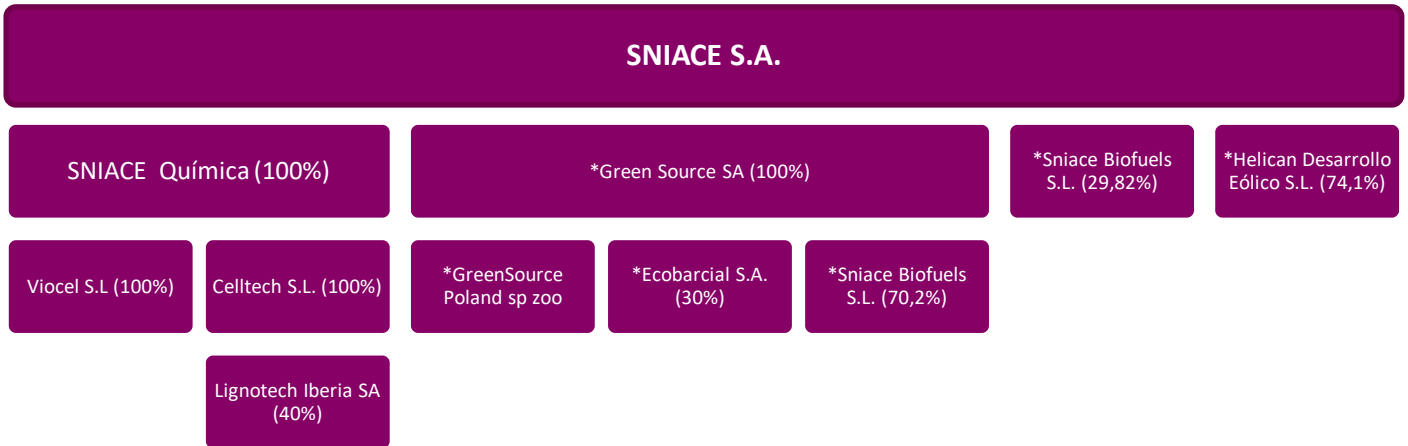 SNIACE S.A.
SNIACE Química (100%)
*Green Source SA (100%)
*Sniace Biofuels
S.L. (29,82%)
*Helican Desarrollo
Eólico S.L. (74,1%)
Viocel S.L (100%)
Celltech S.L. (100%)
*GreenSource
Poland sp zoo
*Ecobarcial S.A.
(30%)
*Sniace Biofuels
S.L. (70,2%)
Lignotech Iberia SA
(40%)